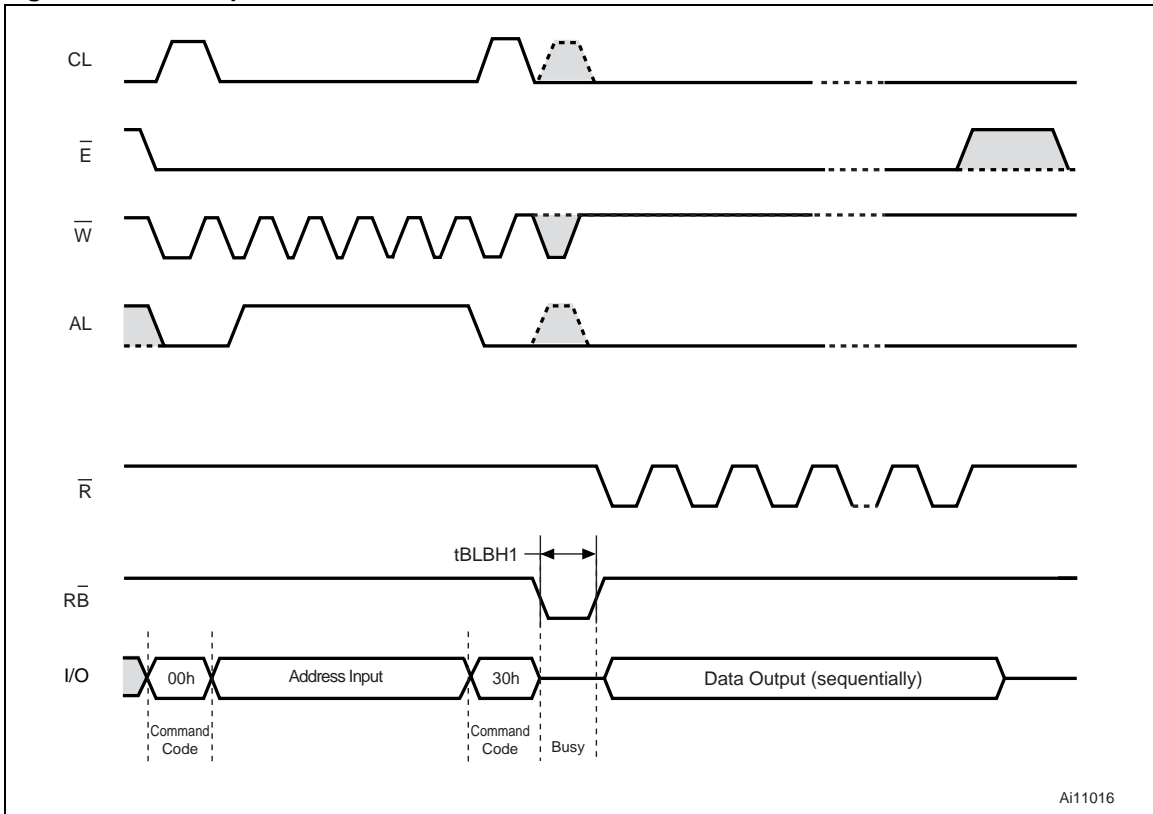 CL
E̅
W̅
AL
R̅
tBLBH1
RB̅
I/O
00h
Address Input
30h
Data Output (sequentially)
Command
Code
Command
Code
Busy
Ai11016